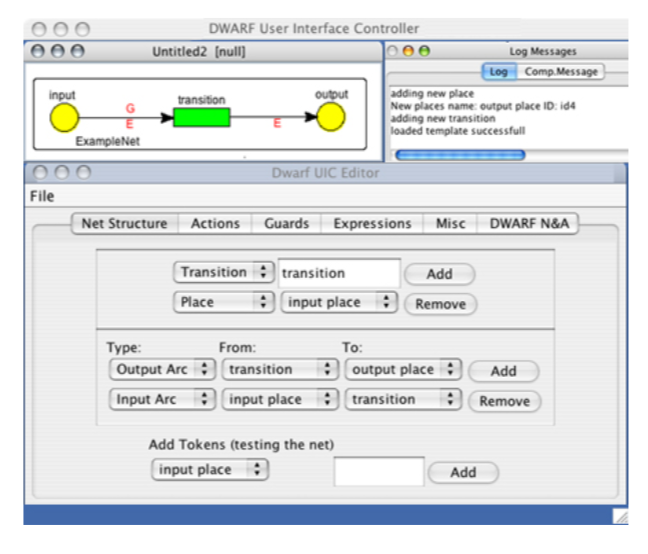 DWARF User Interface Controller
Untitled2 [null]
input
G
E
transition
E
output
ExampleNet
Log Messages
Log Comp.Message
adding new place
New places name: output place ID: id4
adding new transition
loaded template successfull
Dwarf UIC Editor
File
Net Structure Actions Guards Expressions Misc DWARF N&A
Transition transition Add
Place input place Remove
Type: From: To:
Output Arc transition output place Add
Input Arc input place transition Remove
Add Tokens (testing the net)
input place Add